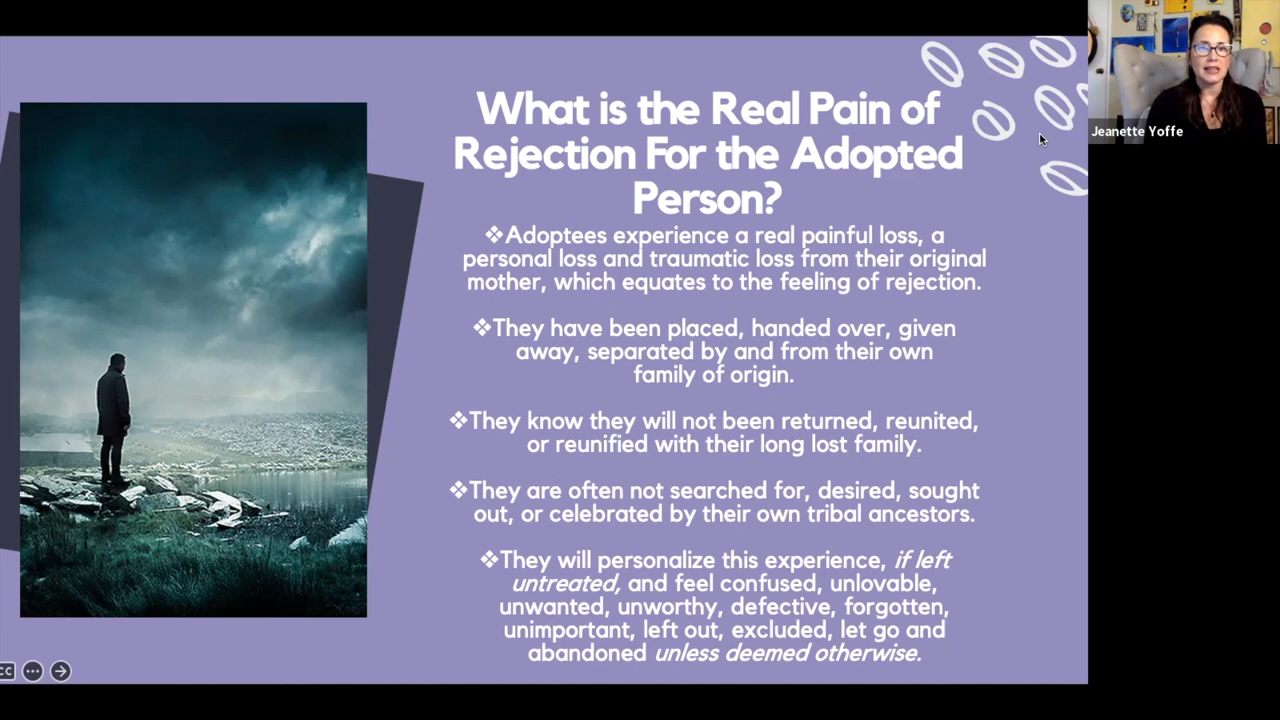 What is the Real Pain of
Rejection For the Adopted
Person?
❖Adoptees experience a real painful loss, a
personal loss and traumatic loss from their original
mother, which equates to the feeling of rejection.
❖They have been placed, handed over, given
away, separated by and from their own
family of origin.
❖They know they will not been returned, reunited,
or reunified with their long lost family.
❖They are often not searched for, desired, sought
out, or celebrated by their own tribal ancestors.
❖They will personalize this experience, if left
untreated, and feel confused, unlovable,
unwanted, unworthy, defective, forgotten,
unimportant, left out, excluded, let go and
abandoned unless deemed otherwise.
Jeanette Yoffe
CC